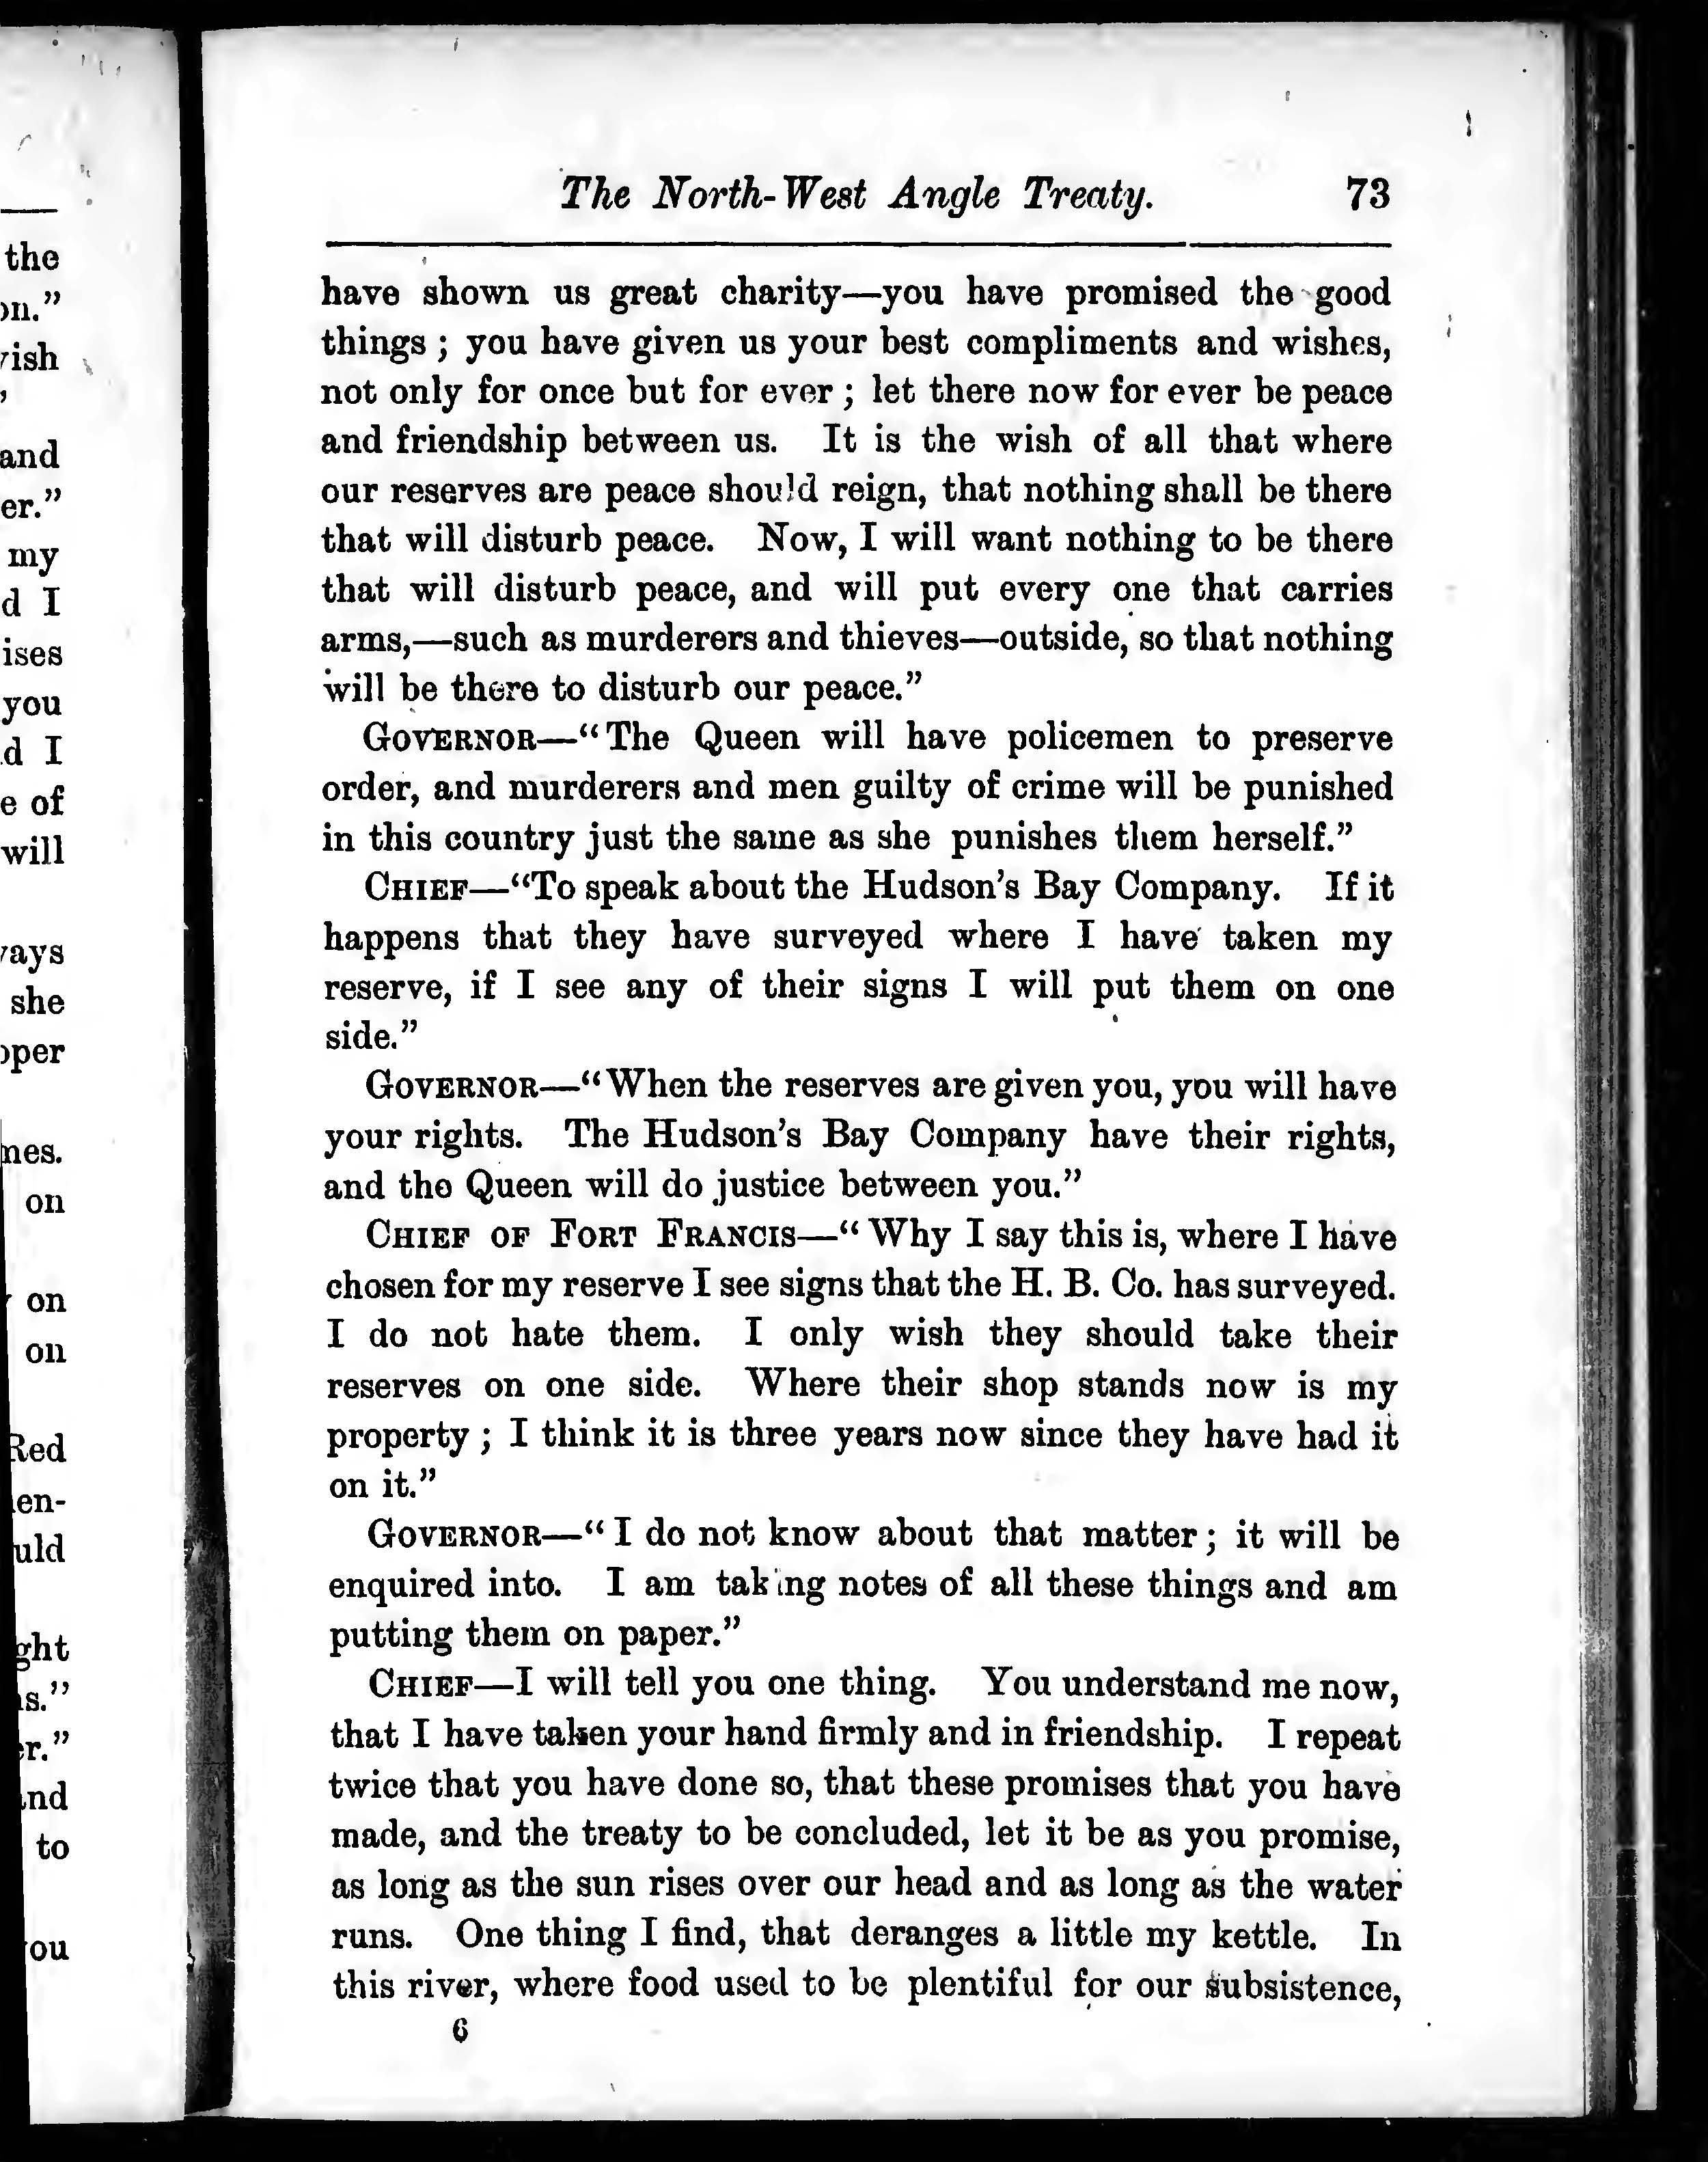 the
on."
vish
,
and
er."
my
d I
ises
you
d I
e of
will
vays
she
pper
mes.
on
on
on
Red
en-
uld
ght
s."
er."
and
to
ou
The North-West Angle Treaty. 73
have shown us great charity—you have promised the good
things; you have given us your best compliments and wishes,
not only for once but for ever; let there now for ever be peace
and friendship between us. It is the wish of all that where
our reserves are peace should reign, that nothing shall be there
that will disturb peace. Now, I will want nothing to be there
that will disturb peace, and will put every one that carries
arms,—such as murderers and thieves—outside, so that nothing
will be there to disturb our peace."
GOVERNOR—"The Queen will have policemen to preserve
order, and murderers and men guilty of crime will be punished
in this country just the same as she punishes them herself."
CHIEF—"To speak about the Hudson's Bay Company. If it
happens that they have surveyed where I have taken my
reserve, if I see any of their signs I will put them on one
side."
GOVERNOR—"When the reserves are given you, you will have
your rights. The Hudson's Bay Company have their rights,
and the Queen will do justice between you."
CHIEF OF FORT FRANCIS—"Why I say this is, where I have
chosen for my reserve I see signs that the H. B. Co. has surveyed.
I do not hate them. I only wish they should take their
reserves on one side. Where their shop stands now is my
property; I think it is three years now since they have had it
on it."
GOVERNOR—"I do not know about that matter; it will be
enquired into. I am taking notes of all these things and am
putting them on paper."
CHIEF—I will tell you one thing. You understand me now,
that I have taken your hand firmly and in friendship. I repeat
twice that you have done so, that these promises that you have
made, and the treaty to be concluded, let it be as you promise,
as long as the sun rises over our head and as long as the water
runs. One thing I find, that deranges a little my kettle. In
this river, where food used to be plentiful for our subsistence,
6